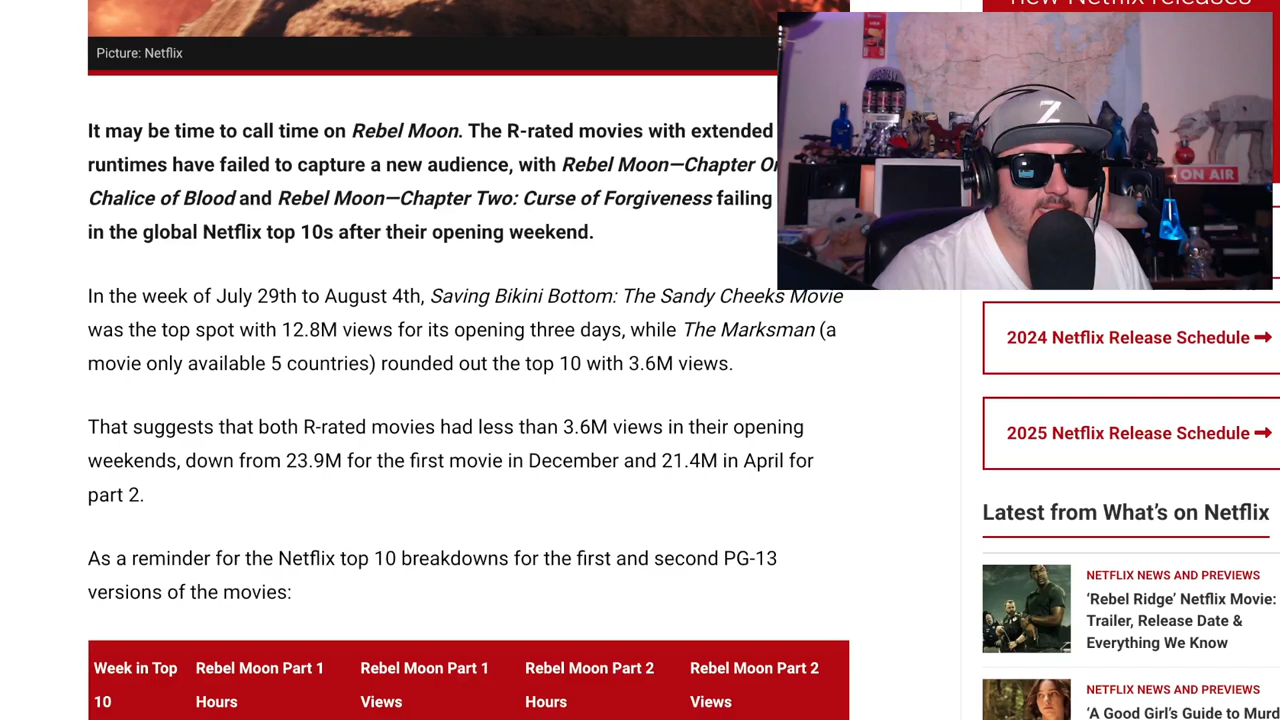 new Netflix releases
Picture: Netflix
It may be time to call time on Rebel Moon. The R-rated movies with extended
runtimes have failed to capture a new audience, with Rebel Moon—Chapter
Chalice of Blood and Rebel Moon—Chapter Two: Curse of Forgiveness failing
in the global Netflix top 10s after their opening weekend.
In the week of July 29th to August 4th, Saving Bikini Bottom: The Sandy Cheeks Movie
was the top spot with 12.8M views for its opening three days, while The Marksman (a
movie only available 5 countries) rounded out the top 10 with 3.6M views.
That suggests that both R-rated movies had less than 3.6M views in their opening
weekends, down from 23.9M for the first movie in December and 21.4M in April for
part 2.
As a reminder for the Netflix top 10 breakdowns for the first and second PG-13
versions of the movies:
Week in Top
10
Rebel Moon Part 1
Hours
Rebel Moon Part 1
Views
Rebel Moon Part 2
Hours
Rebel Moon Part 2
Views
Z
ON AIR
2024 Netflix Release Schedule
2025 Netflix Release Schedule
Latest from What's on Netflix
NETFLIX NEWS AND PREVIEWS
‘Rebel Ridge’ Netflix Movie:
Trailer, Release Date &
Everything We Know
NETFLIX NEWS AND PREVIEWS
‘A Good Girl's Guide to Murd